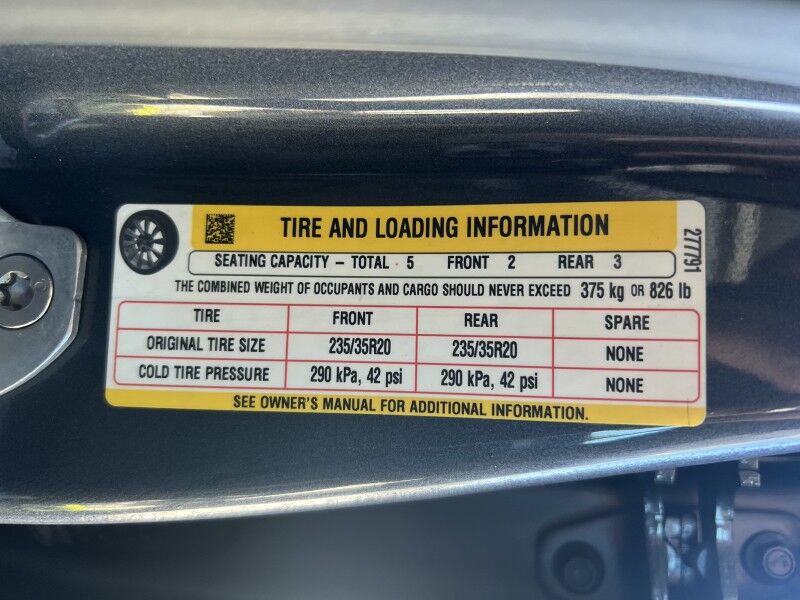 TIRE AND LOADING INFORMATION
SEATING CAPACITY – TOTAL 5 FRONT 2 REAR 3
THE COMBINED WEIGHT OF OCCUPANTS AND CARGO SHOULD NEVER EXCEED 375 kg OR 826 lb
TIRE FRONT REAR SPARE
ORIGINAL TIRE SIZE 235/35R20 235/35R20 NONE
COLD TIRE PRESSURE 290 kPa, 42 psi 290 kPa, 42 psi NONE
SEE OWNER'S MANUAL FOR ADDITIONAL INFORMATION.
27791